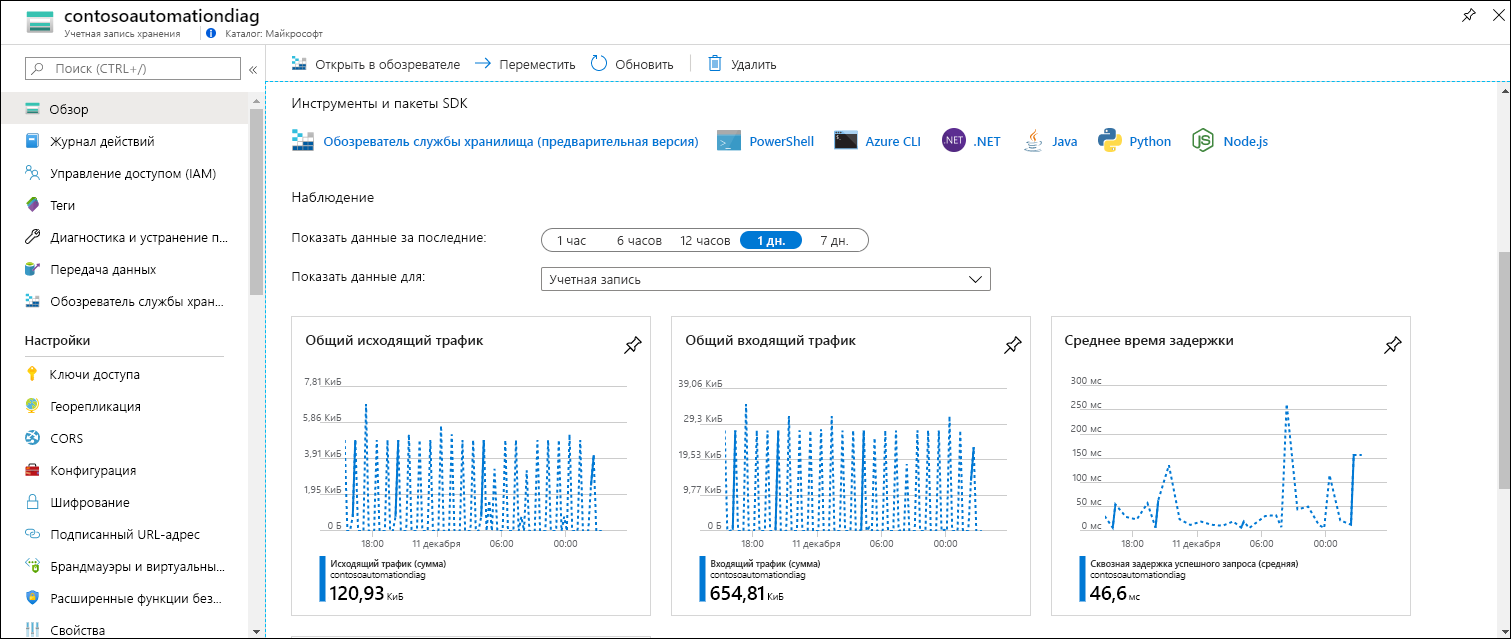 contosoautomationdiag
Учетная запись хранения
Каталог: Майкрософт
Поиск (CTRL+/)
«
Обзор
Журнал действий
Управление доступом (IAM)
Теги
Диагностика и устранение п...
Передача данных
Обозреватель службы хран...
Настройки
Ключи доступа
Георепликация
CORS
Конфигурация
Шифрование
Подписанный URL-адрес
Брандмауэры и виртуальны...
Расширенные функции без...
Свойства
Открыть в обозревателе
Переместить
Обновить
Удалить
Инструменты и пакеты SDK
Обозреватель службы хранилища (предварительная версия)
PowerShell
Azure CLI
.NET
Java
Python
Node.js
Наблюдение
Показать данные за последние:
1 час 6 часов 12 часов 1 дн. 7 дн.
Показать данные для:
Учетная запись
Общий исходящий трафик
7,81 КиБ
5,86 КиБ
3,91 КиБ
1,95 КиБ
0 Б
18:00 11 декабря 06:00 00:00
Исходящий трафик (сумма)
contosoautomationdiag
120,93 КиБ
Общий входящий трафик
39,06 КиБ
29,3 КиБ
19,53 КиБ
9,77 КиБ
0 Б
18:00 11 декабря 06:00 00:00
Входящий трафик (сумма)
contosoautomationdiag
654,81 КиБ
Среднее время задержки
300 мс
250 мс
200 мс
150 мс
100 мс
50 мс
0 мс
18:00 11 декабря 06:00 00:00
Сквозная задержка успешного запроса (средняя)
contosoautomationdiag
46,6 мс